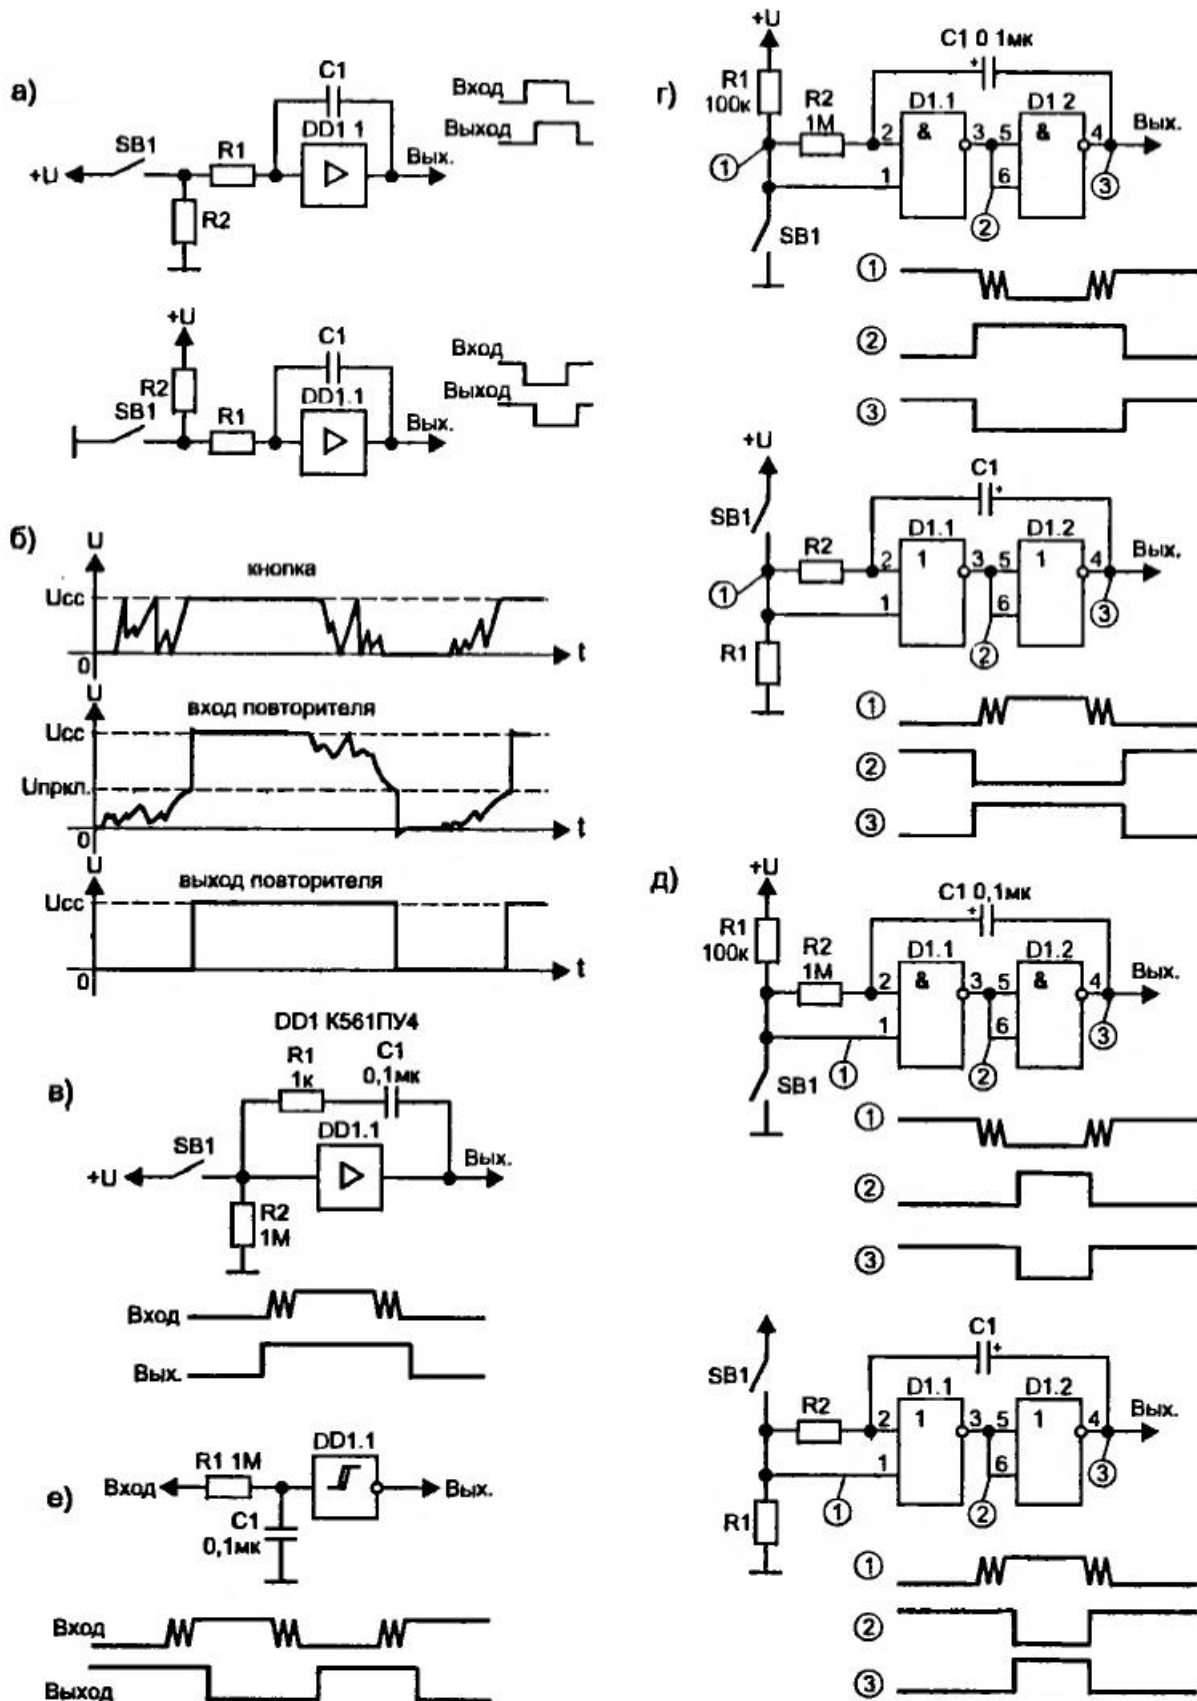 а)
C1
DD1 1
SB1
R1
+U
R2
Вых.
Вход
Выход
+U
C1
R2
DD1.1
SB1
R1
Вых.
Вход
Выход
б)
U
кнопка
Ucc
0
t
U
вход повторителя
Ucc
Uпркл.
0
t
U
выход повторителя
Ucc
0
t
DD1 К561ПУ4
в)
R1
1к
C1
0,1мк
DD1.1
SB1
+U
Вых.
R2
1М
Вход
Вых.
е)
DD1.1
R1 1М
Вход
Вых.
C1
0,1мк
Вход
Выход
г)
+U
C1 0 1мк
R1
100к
R2
1М
D1.1
D1 2
&
&
2
3
5
4
Вых.
1
6
1
2
3
SB1
1
2
3
+U
C1
SB1
R2
D1.1
D1.2
1
1
2
3
5
4
Вых.
1
6
1
2
3
R1
1
2
3
д)
+U
C1 0,1мк
R1
100к
R2
1М
D1.1
D1.2
&
&
2
3
5
4
Вых.
1
6
1
2
3
SB1
1
2
3
C1
SB1
R2
D1.1
D1.2
1
1
2
3
5
4
Вых.
1
6
1
2
3
R1
1
2
3